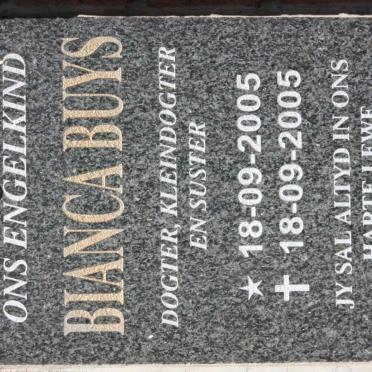 ONS ENGELKIND
BIANCA BUYS
DOGTER, KLEINDOGTER
EN SUSTER
★ 18-09-2005
✝ 18-09-2005
JY SAL ALTYD IN ONS
HARTE LEWE